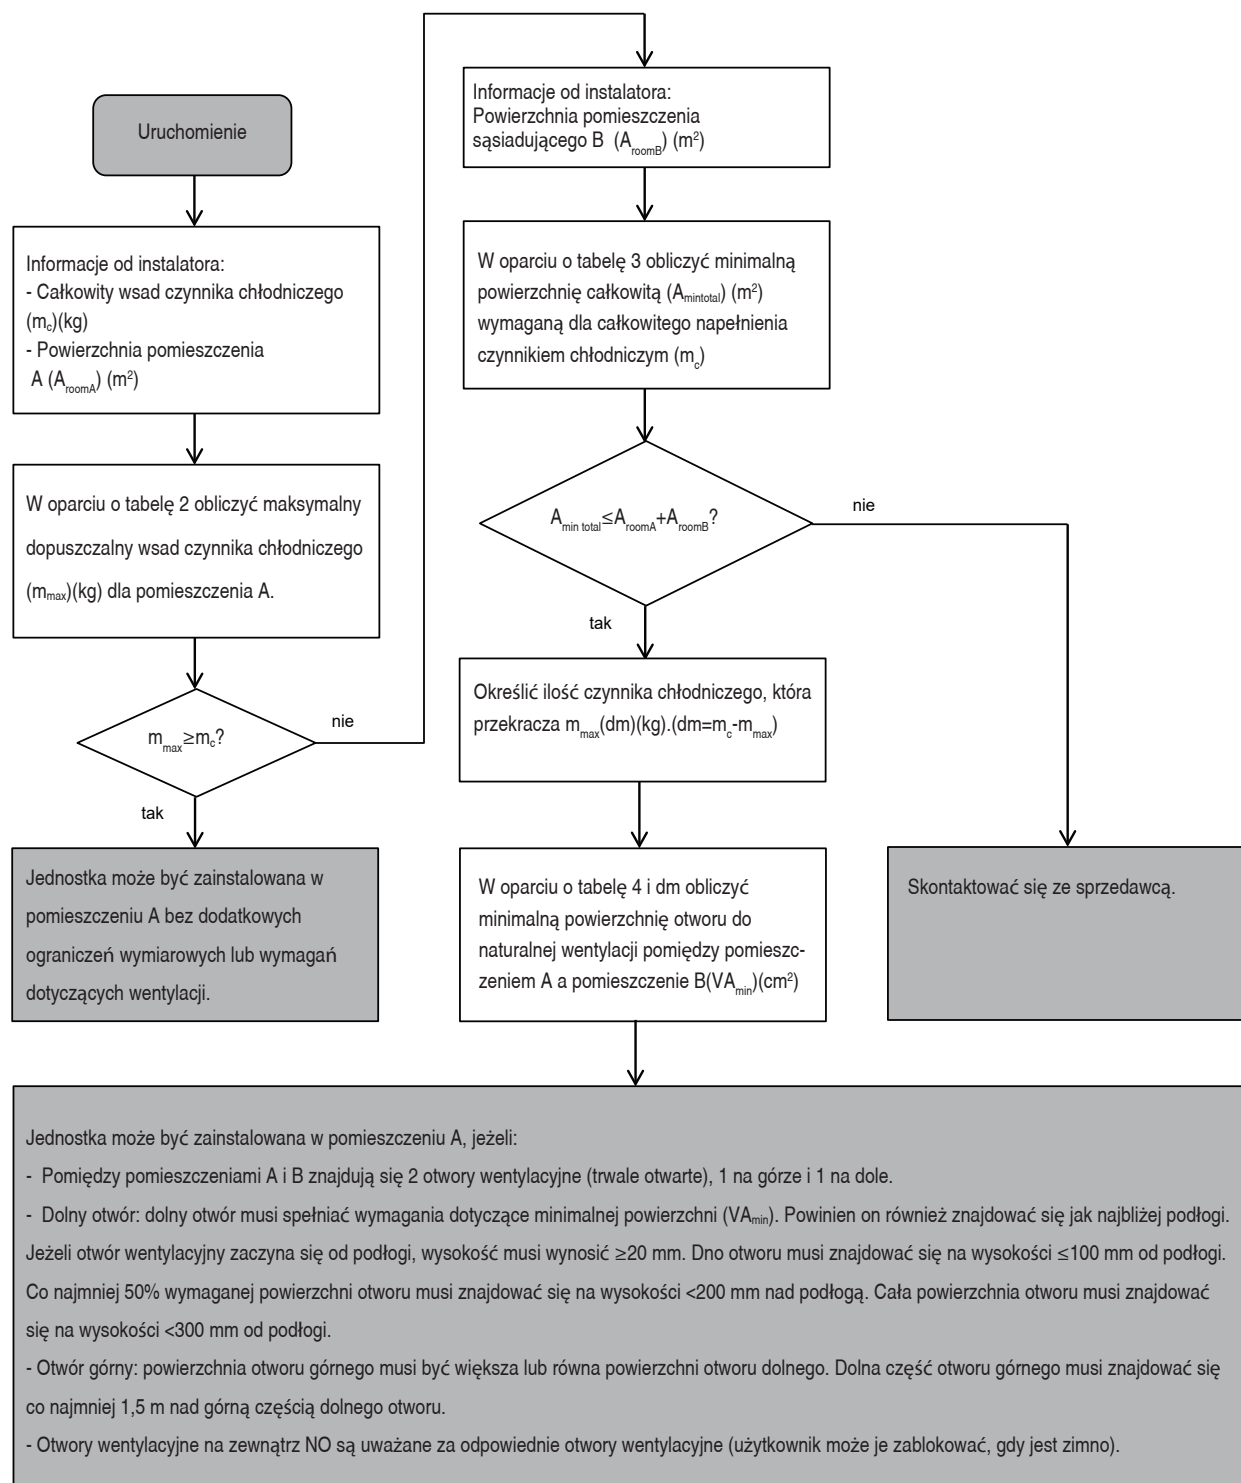 Uruchomienie
Informacje od instalatora:
- Całkowity wsad czynnika chłodniczego
(mc)(kg)
- Powierzchnia pomieszczenia
A (AroomA) (m²)
W oparciu o tabelę 2 obliczyć maksymalny
dopuszczalny wsad czynnika chłodniczego
(mmax)(kg) dla pomieszczenia A.
mmax≥mc?
nie
tak
Jednostka może być zainstalowana w
pomieszczeniu A bez dodatkowych
ograniczeń wymiarowych lub wymagań
dotyczących wentylacji.
Informacje od instalatora:
Powierzchnia pomieszczenia
sąsiadującego B (AroomB) (m²)
W oparciu o tabelę 3 obliczyć minimalną
powierzchnię całkowitą (Amintotal) (m²)
wymaganą dla całkowitego napełnienia
czynnikiem chłodniczym (mc)
Amin total≤AroomA+AroomB?
nie
tak
Określić ilość czynnika chłodniczego, która
przekracza mmax(dm)(kg).(dm=mc-mmax)
W oparciu o tabelę 4 i dm obliczyć
minimalną powierzchnię otworu do
naturalnej wentylacji pomiędzy pomieszc-
zeniem A a pomieszczenie B(VAmin)(cm²)
Skontaktować się ze sprzedawcą.
Jednostka może być zainstalowana w pomieszczeniu A, jeżeli:
- Pomiędzy pomieszczeniami A i B znajdują się 2 otwory wentylacyjne (trwale otwarte), 1 na górze i 1 na dole.
- Dolny otwór: dolny otwór musi spełniać wymagania dotyczące minimalnej powierzchni (VAmin). Powinien on również znajdować się jak najbliżej podłogi.
Jeżeli otwór wentylacyjny zaczyna się od podłogi, wysokość musi wynosić ≥20 mm. Dno otworu musi znajdować się na wysokości ≤100 mm od podłogi.
Co najmniej 50% wymaganej powierzchni otworu musi znajdować się na wysokości <200 mm nad podłogą. Cała powierzchnia otworu musi znajdować
się na wysokości <300 mm od podłogi.
- Otwór górny: powierzchnia otworu górnego musi być większa lub równa powierzchni otworu dolnego. Dolna część otworu górnego musi znajdować się
co najmniej 1,5 m nad górną częścią dolnego otworu.
- Otwory wentylacyjne na zewnątrz NO są uważane za odpowiednie otwory wentylacyjne (użytkownik może je zablokować, gdy jest zimno).